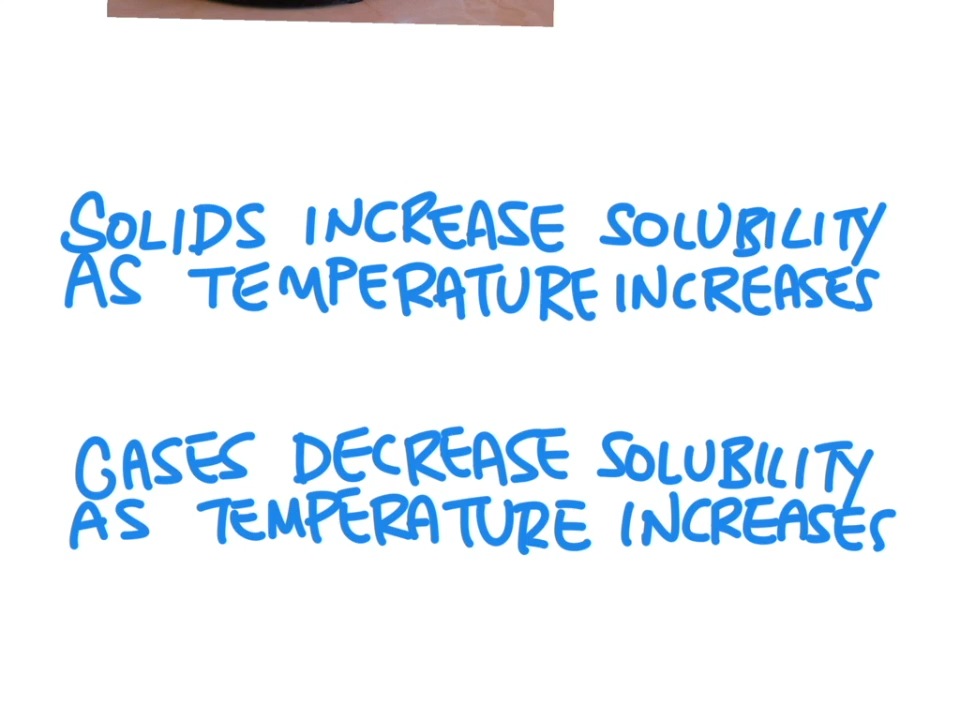 SOLIDS INCREASE SOLUBILITY
AS TEMPERATURE INCREASES
GASES DECREASE SOLUBILITY
AS TEMPERATURE INCREASES